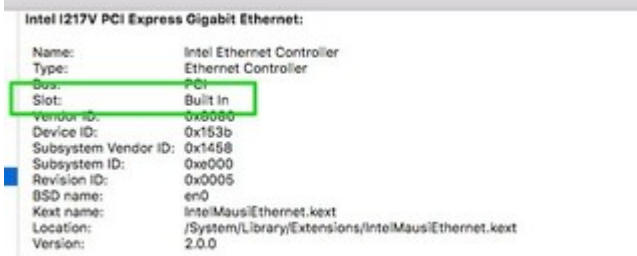 Intel I217V PCI Express Gigabit Ethernet:
Name: Intel Ethernet Controller
Type: Ethernet Controller
Bus: PCI
Slot: Built In
Vendor ID: 0x8086
Device ID: 0x153b
Subsystem Vendor ID: 0x1458
Subsystem ID: 0xe000
Revision ID: 0x0005
BSD name: en0
Kext name: IntelMausiEthernet.kext
Location: /System/Library/Extensions/IntelMausiEthernet.kext
Version: 2.0.0